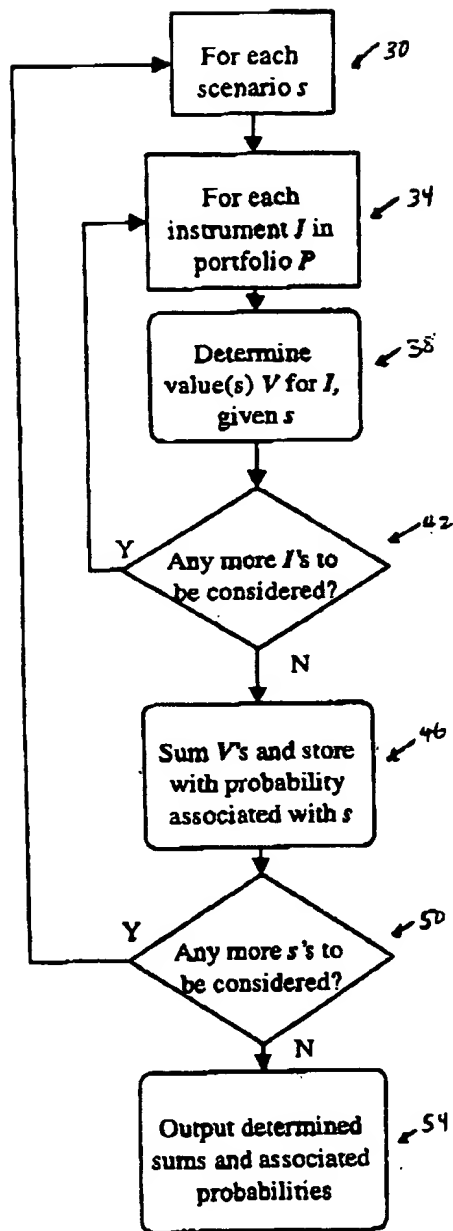 For each
scenario s
30
For each
instrument I in
portfolio P
34
Determine
value(s) V for I,
given s
38
Any more I's to
be considered?
42
Y
N
Sum V's and store
with probability
associated with s
46
Any more s's to
be considered?
50
Y
N
Output determined
sums and associated
probabilities
54